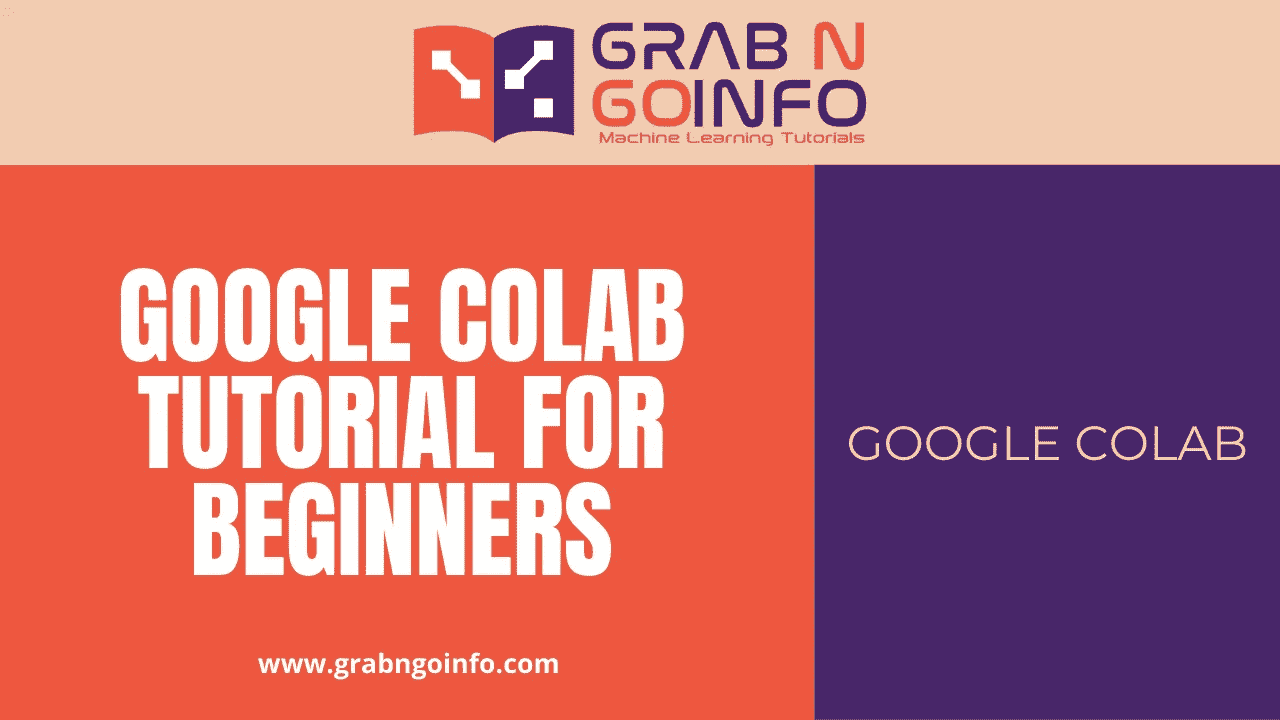 GRAB N
GOINFO
Machine Learning Tutorials
GOOGLE COLAB
TUTORIAL FOR
BEGINNERS
www.grabngoinfo.com
GOOGLE COLAB